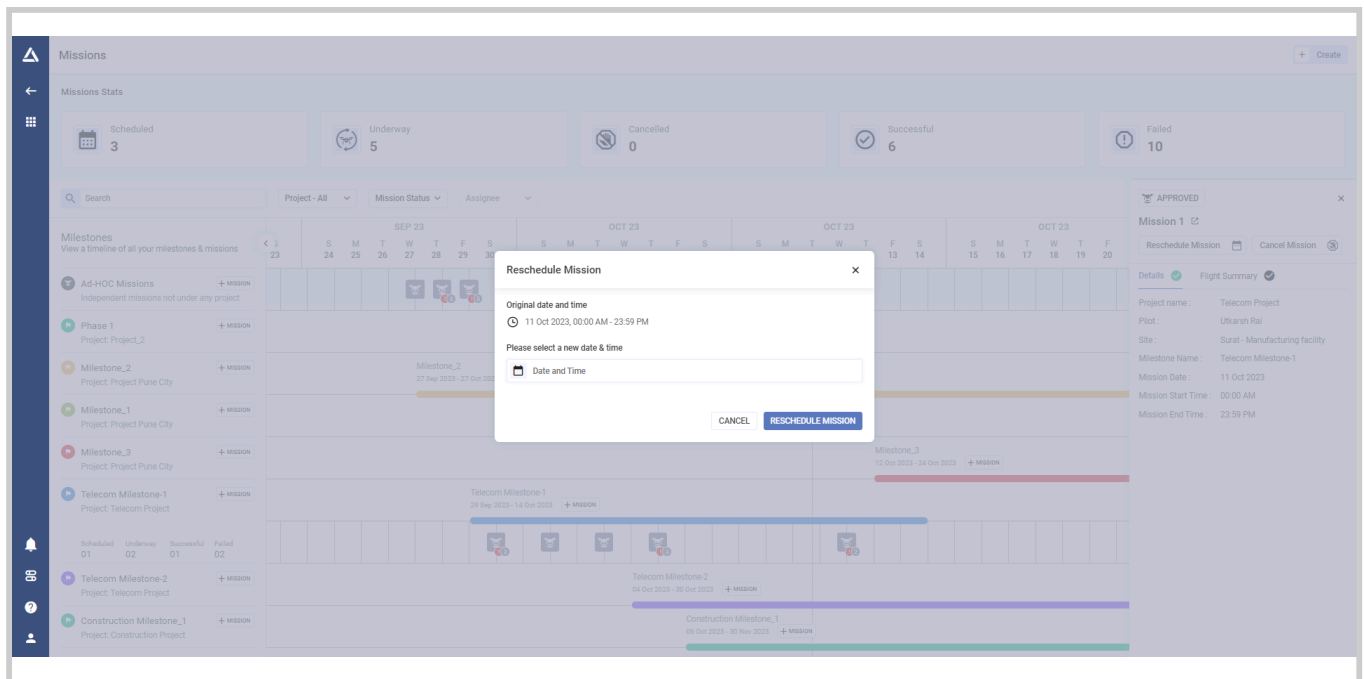 Missions
+ Create
Missions Stats
Scheduled
3
Underway
5
Cancelled
0
Successful
6
Failed
10
Search
Project - All
Mission Status
Assignee
Milestones
View a timeline of all your milestones & missions
SEP 23
OCT 23
OCT 23
OCT 23
S M T W T F S S M T W T F S S M T W T F S S M T W T F
23 24 25 26 27 28 29 30 13 14 15 16 17 18 19 20
Ad-HOC Missions + MISSION
Independent missions not under any project
Phase 1 + MISSION
Project: Project_2
Milestone_2 + MISSION
Project: Project Pune City
Milestone_2
27 Sep 2023 - 27 Oct 202
Milestone_1 + MISSION
Project: Project Pune City
Milestone_3 + MISSION
Project: Project Pune City
Milestone_3
12 Oct 2023 - 24 Oct 2023 + MISSION
Telecom Milestone-1 + MISSION
Project: Telecom Project
Telecom Milestone-1
29 Sep 2023 - 14 Oct 2023 + MISSION
Scheduled Underway Successful Failed
01 02 01 02
Telecom Milestone-2 + MISSION
Project: Telecom Project
Telecom Milestone-2
04 Oct 2023 - 30 Oct 2023 + MISSION
Construction Milestone_1 + MISSION
Project: Construction Project
Construction Milestone_1
06 Oct 2023 - 30 Nov 2023 + MISSION
Reschedule Mission
Original date and time
11 Oct 2023, 00:00 AM - 23:59 PM
Please select a new date & time
Date and Time
CANCEL
RESCHEDULE MISSION
APPROVED
Mission 1
Reschedule Mission
Cancel Mission
Details
Flight Summary
Project name : Telecom Project
Pilot : Utkarsh Rai
Site : Surat - Manufacturing facility
Milestone Name : Telecom Milestone-1
Mission Date : 11 Oct 2023
Mission Start Time : 00:00 AM
Mission End Time : 23:59 PM